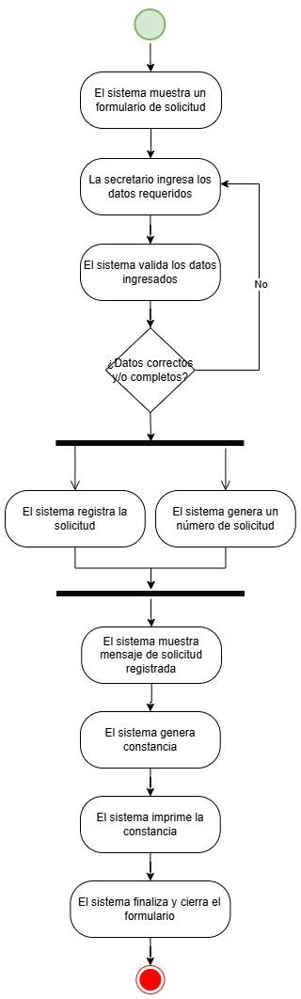 El sistema muestra un
formulario de solicitud
La secretario ingresa los
datos requeridos
El sistema valida los datos
ingresados
¿Datos correctos
y/o completos?
No
El sistema registra la
solicitud
El sistema genera un
número de solicitud
El sistema muestra
mensaje de solicitud
registrada
El sistema genera
constancia
El sistema imprime la
constancia
El sistema finaliza y cierra el
formulario